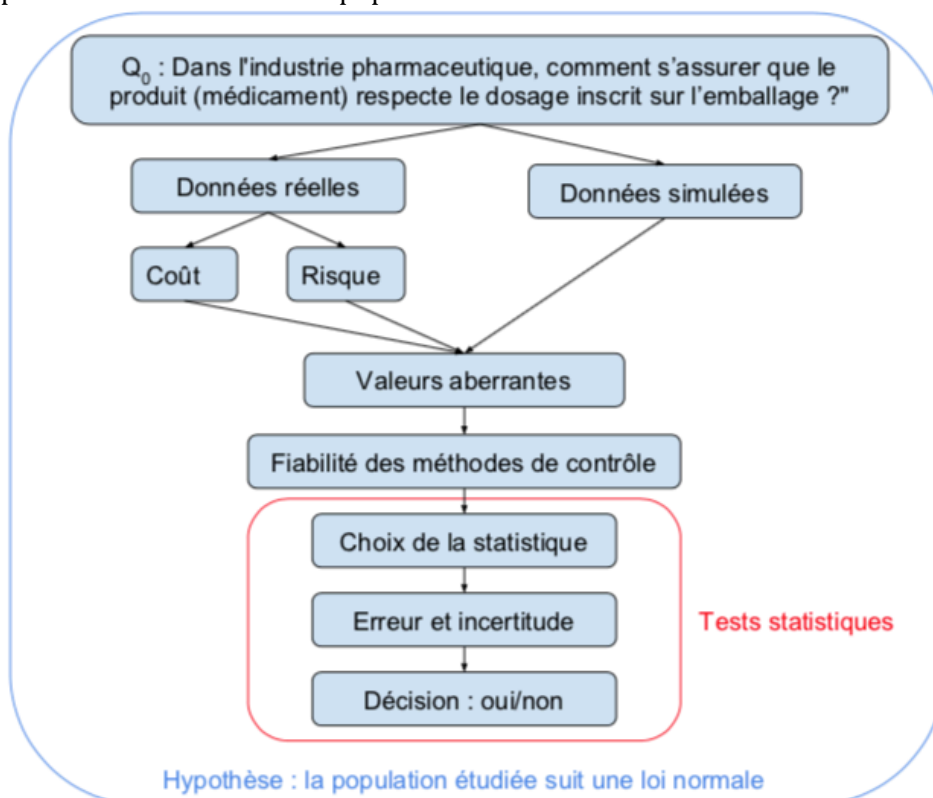 Q0 : Dans l'industrie pharmaceutique, comment s'assurer que le
produit (médicament) respecte le dosage inscrit sur l'emballage ?"
Données réelles
Données simulées
Coût
Risque
Valeurs aberrantes
Fiabilité des méthodes de contrôle
Choix de la statistique
Erreur et incertitude
Tests statistiques
Décision : oui/non
Hypothèse : la population étudiée suit une loi normale